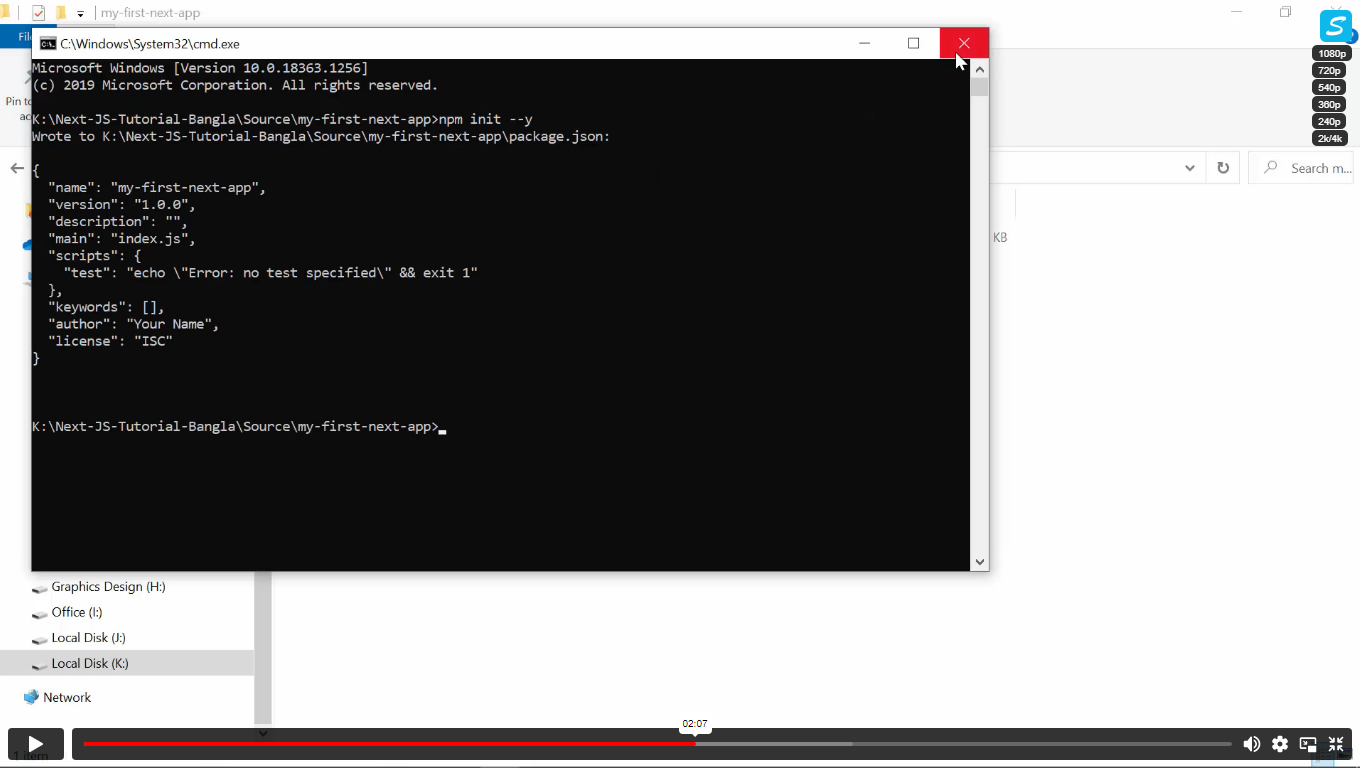 my-first-next-app
Fil
C:\Windows\System32\cmd.exe
1080p
720p
540p
360p
240p
2k/4k
Pin to
ac
Microsoft Windows [Version 10.0.18363.1256]
(c) 2019 Microsoft Corporation. All rights reserved.
K:\Next-JS-Tutorial-Bangla\Source\my-first-next-app>npm init --y
Wrote to K:\Next-JS-Tutorial-Bangla\Source\my-first-next-app\package.json:
{
"name": "my-first-next-app",
"version": "1.0.0",
"description": "",
"main": "index.js",
"scripts": {
"test": "echo \"Error: no test specified\" && exit 1"
},
"keywords": [],
"author": "Your Name",
"license": "ISC"
}
K:\Next-JS-Tutorial-Bangla\Source\my-first-next-app>
Search m...
KB
Graphics Design (H:)
Office (I:)
Local Disk (J:)
Local Disk (K:)
Network
02:07
1 item